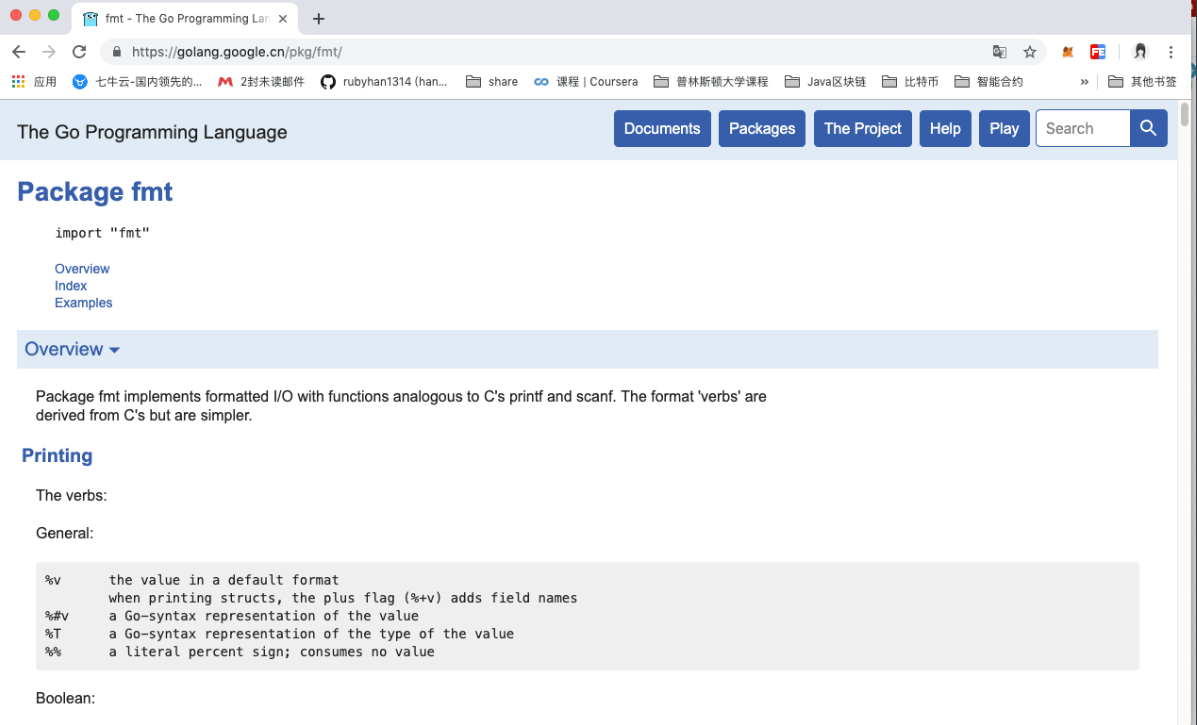 fmt - The Go Programming Lan
https://golang.google.cn/pkg/fmt/
应用 七牛云-国内领先的... 2封未读邮件 rubyhan1314 (han... share 课程 | Coursera 普林斯顿大学课程 Java区块链 比特币 智能合约 » 其他书签
The Go Programming Language Documents Packages The Project Help Play Search
Package fmt
import "fmt"
Overview
Index
Examples
Overview
Package fmt implements formatted I/O with functions analogous to C's printf and scanf. The format 'verbs' are
derived from C's but are simpler.
Printing
The verbs:
General:
%v the value in a default format
when printing structs, the plus flag (%+v) adds field names
%#v a Go-syntax representation of the value
%T a Go-syntax representation of the type of the value
%% a literal percent sign; consumes no value
Boolean: